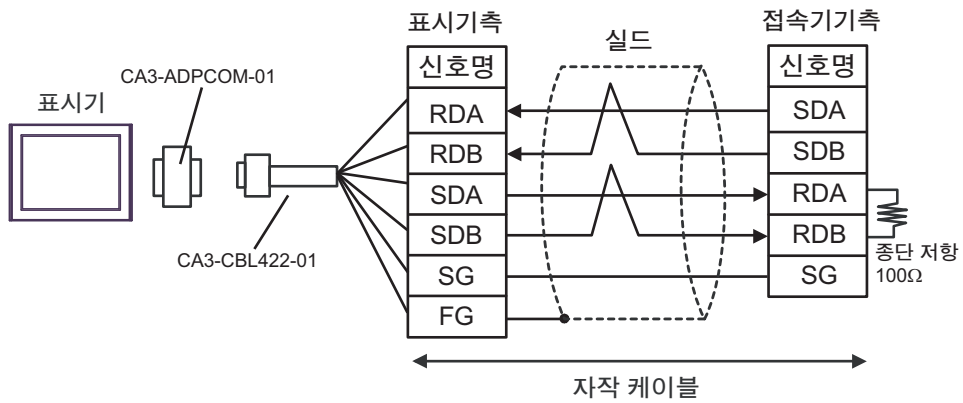 표시기측
접속기기측
실드
신호명
신호명
CA3-ADPCOM-01
표시기
RDA
SDA
RDB
SDB
SDA
RDA
SDB
RDB
CA3-CBL422-01
종단 저항
100Ω
SG
SG
FG
자작 케이블